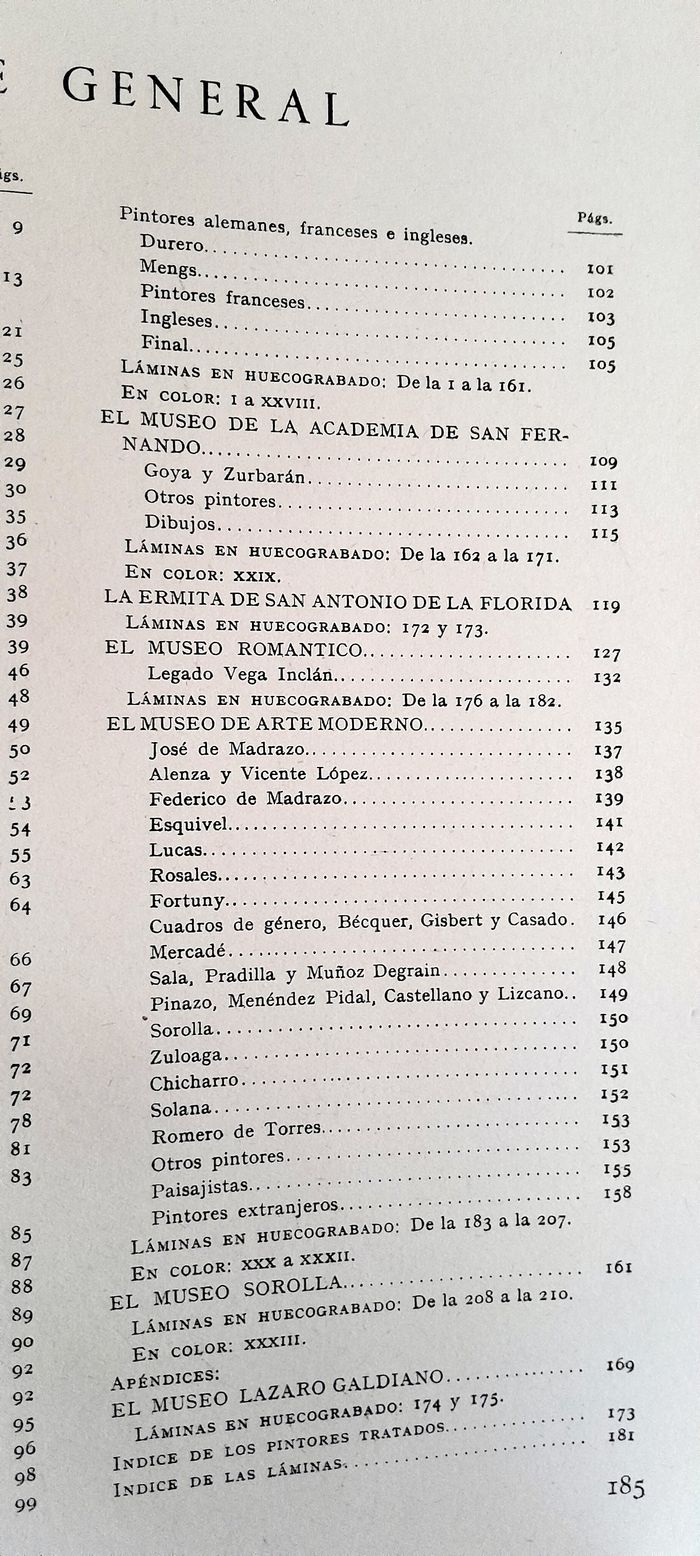 GENERAL
9
13
21
25
26
27
28
29
30
35
36
37
38
39
39
46
48
49
50
52
54
55
63
64
66
67
69
71
72
72
78
81
83
85
87
88
89
90
92
92
95
96
98
99
Págs.
Pintores alemanes, franceses e ingleses.
Durero........ 101
Mengs........ 102
Pintores franceses........ 103
Ingleses........ 105
Final........ 105
LÁMINAS EN HUECOGRABADO: De la 1 a la 161.
EN COLOR: I a XXVIII.
EL MUSEO DE LA ACADEMIA DE SAN FER-
NANDO........ 109
Goya y Zurbarán........ 111
Otros pintores........ 113
Dibujos........ 115
LÁMINAS EN HUECOGRABADO: De la 162 a la 171.
EN COLOR: XXIX.
LA ERMITA DE SAN ANTONIO DE LA FLORIDA 119
LÁMINAS EN HUECOGRABADO: 172 y 173.
EL MUSEO ROMANTICO........ 127
Legado Vega Inclán........ 132
LÁMINAS EN HUECOGRABADO: De la 176 a la 182.
EL MUSEO DE ARTE MODERNO........ 135
José de Madrazo........ 137
Alenza y Vicente López........ 138
Federico de Madrazo........ 139
Esquivel........ 141
Lucas........ 142
Rosales........ 143
Fortuny........ 145
Cuadros de género, Bécquer, Gisbert y Casado. 146
Mercadé........ 147
Sala, Pradilla y Muñoz Degrain........ 148
Pinazo, Menéndez Pidal, Castellano y Lizcano.. 149
Sorolla........ 150
Zuloaga........ 150
Chicharro........ 151
Solana........ 152
Romero de Torres........ 153
Otros pintores........ 153
Paisajistas........ 155
Pintores extranjeros........ 158
LÁMINAS EN HUECOGRABADO: De la 183 a la 207.
EN COLOR: XXX a XXXII.
EL MUSEO SOROLLA........ 161
LÁMINAS EN HUECOGRABADO: De la 208 a la 210.
EN COLOR: XXXIII.
APÉNDICES:
EL MUSEO LAZARO GALDIANO........ 169
LÁMINAS EN HUECOGRABADO: 174 y 175.
INDICE DE LOS PINTORES TRATADOS........ 173
INDICE DE LAS LÁMINAS........ 181
185